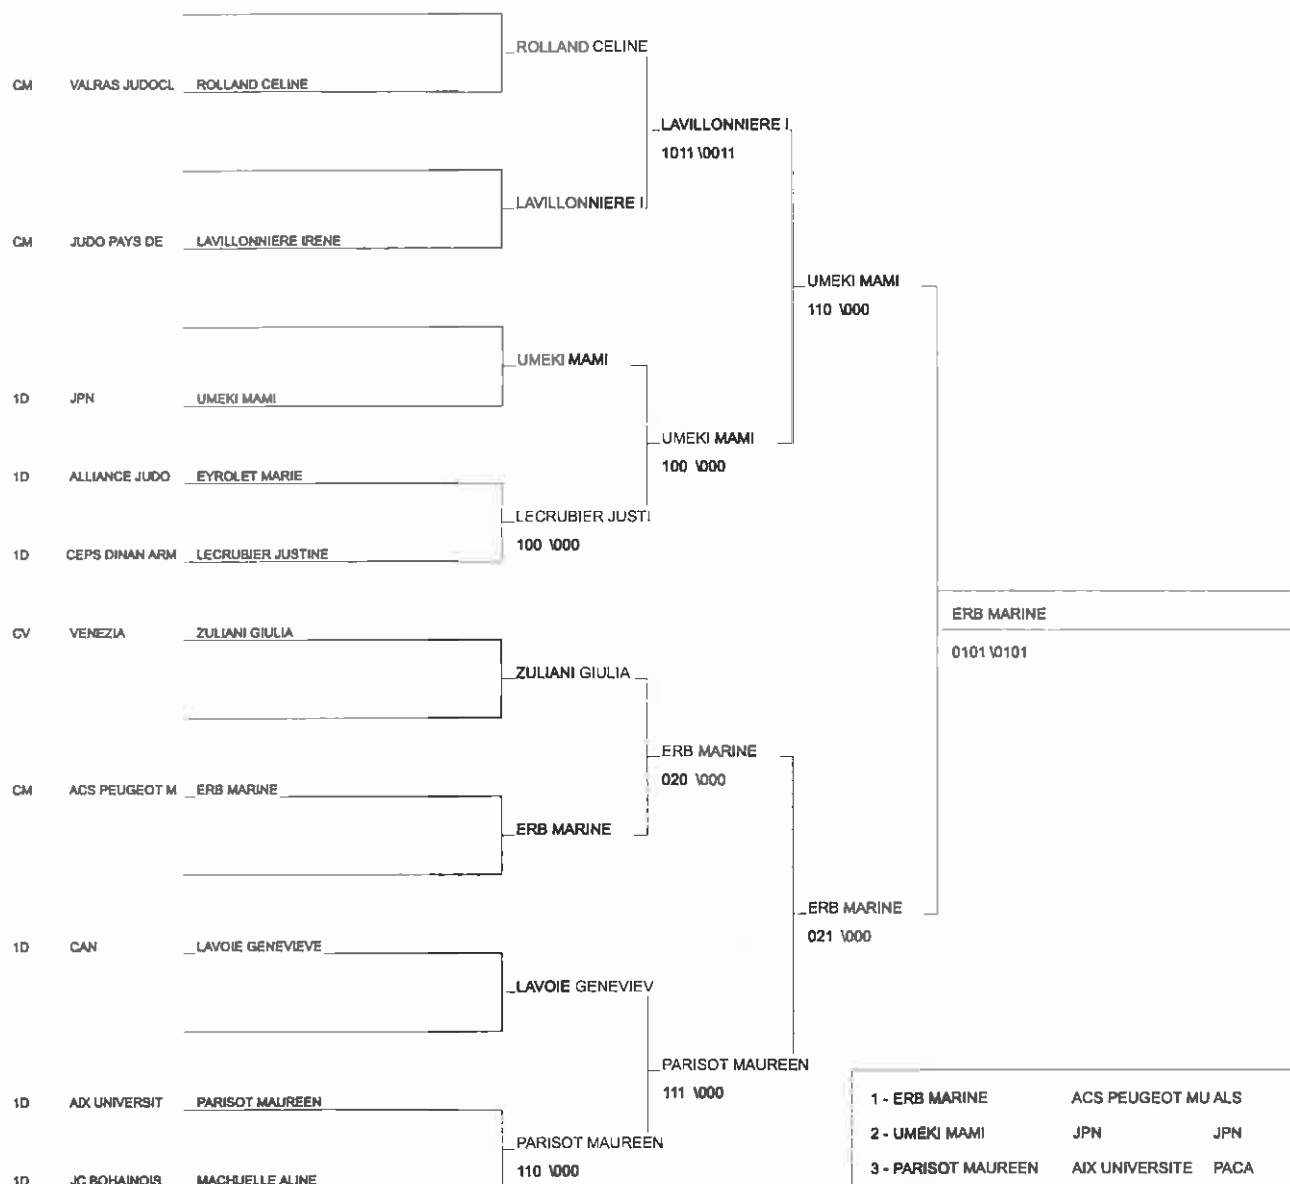 ROLLAND CELINE
CM VALRAS JUDOCL ROLLAND CELINE
LAVILLONNIERE I
1011 \0011
LAVILLONNIERE I
CM JUDO PAYS DE LAVILLONNIERE IRENE
UMEKI MAMI
110 \000
UMEKI MAMI
1D JPN UMEKI MAMI
UMEKI MAMI
100 \000
1D ALLIANCE JUDO EYROLET MARIE
LECRUBIER JUSTI
100 \000
1D CEPS DINAN ARM LECRUBIER JUSTINE
ERB MARINE
0101 \0101
CV VENEZIA ZULIANI GIULIA
ZULIANI GIULIA
ERB MARINE
020 \000
CM ACS PEUGEOT M ERB MARINE
ERB MARINE
ERB MARINE
021 \000
1D CAN LAVOIE GENEVIEVE
LAVOIE GENEVIEV
PARISOT MAUREEN
111 \000
1D AIX UNIVERSIT PARISOT MAUREEN
PARISOT MAUREEN
110 \000
1D JC BOHAINOIS MACHUELLE ALINE
1 - ERB MARINE ACS PEUGEOT MU ALS
2 - UMEKI MAMI JPN JPN
3 - PARISOT MAUREEN AIX UNIVERSITE PACA